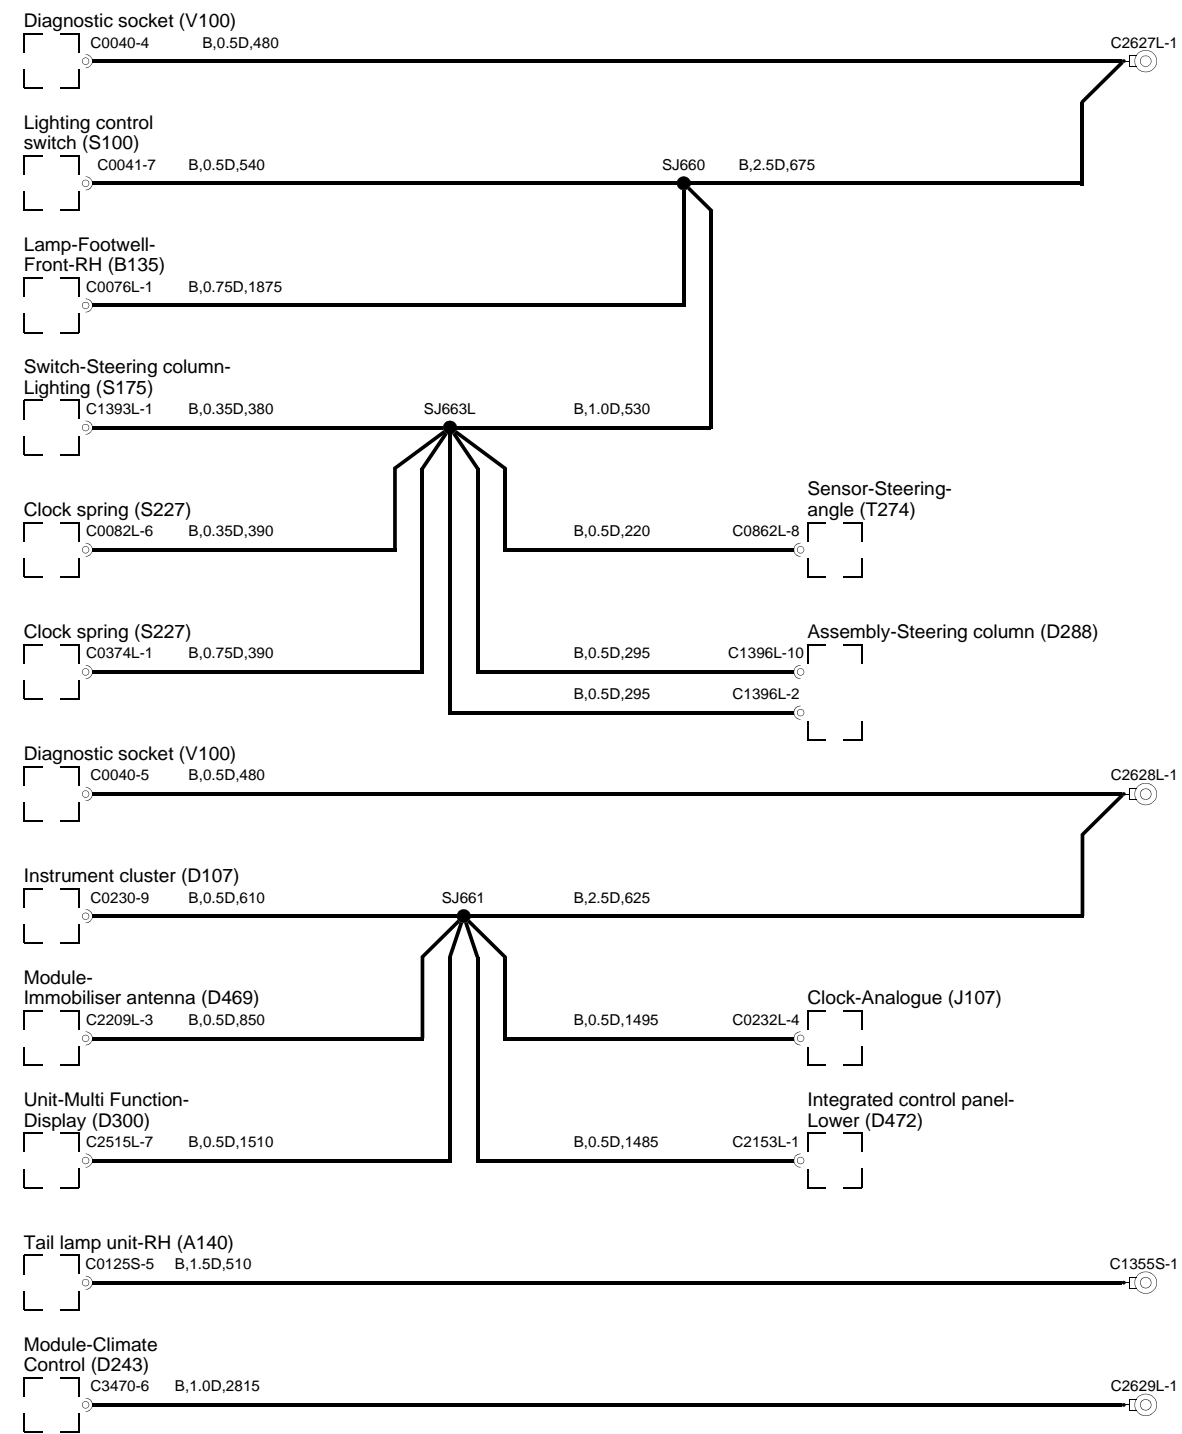 Diagnostic socket (V100)
C0040-4 B,0.5D,480 C2627L-1
Lighting control
switch (S100)
C0041-7 B,0.5D,540 SJ660 B,2.5D,675
Lamp-Footwell-
Front-RH (B135)
C0076L-1 B,0.75D,1875
Switch-Steering column-
Lighting (S175)
C1393L-1 B,0.35D,380 SJ663L B,1.0D,530
Sensor-Steering-
angle (T274)
Clock spring (S227)
C0082L-6 B,0.35D,390 B,0.5D,220 C0862L-8
Clock spring (S227) Assembly-Steering column (D288)
C0374L-1 B,0.75D,390 B,0.5D,295 C1396L-10
B,0.5D,295 C1396L-2
Diagnostic socket (V100)
C0040-5 B,0.5D,480 C2628L-1
Instrument cluster (D107)
C0230-9 B,0.5D,610 SJ661 B,2.5D,625
Module-
Immobiliser antenna (D469) Clock-Analogue (J107)
C2209L-3 B,0.5D,850 B,0.5D,1495 C0232L-4
Unit-Multi Function- Integrated control panel-
Display (D300) Lower (D472)
C2515L-7 B,0.5D,1510 B,0.5D,1485 C2153L-1
Tail lamp unit-RH (A140)
C0125S-5 B,1.5D,510 C1355S-1
Module-Climate
Control (D243)
C3470-6 B,1.0D,2815 C2629L-1